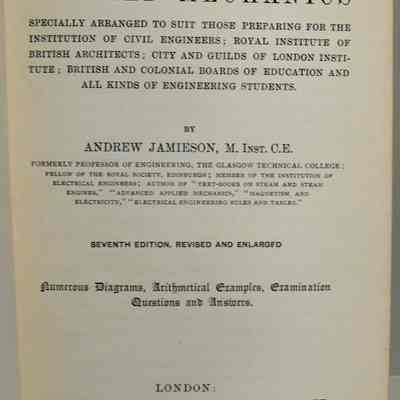 SPECIALLY ARRANGED TO SUIT THOSE PREPARING FOR THE
INSTITUTION OF CIVIL ENGINEERS; ROYAL INSTITUTE OF
BRITISH ARCHITECTS; CITY AND GUILDS OF LONDON INSTI-
TUTE; BRITISH AND COLONIAL BOARDS OF EDUCATION AND
ALL KINDS OF ENGINEERING STUDENTS.
BY
ANDREW JAMIESON, M. INST. C.E.
FORMERLY PROFESSOR OF ENGINEERING, THE GLASGOW TECHNICAL COLLEGE;
FELLOW OF THE ROYAL SOCIETY, EDINBURGH; MEMBER OF THE INSTITUTION OF
ELECTRICAL ENGINEERS; AUTHOR OF "TEXT-BOOKS ON STEAM AND STEAM
ENGINES," "ADVANCED APPLIED MECHANICS," "MAGNETISM AND
ELECTRICITY," "ELECTRICAL ENGINEERING RULES AND TABLES."
SEVENTH EDITION, REVISED AND ENLARGED
Numerous Diagrams, Arithmetical Examples, Examination
Questions and Answers.
LONDON: